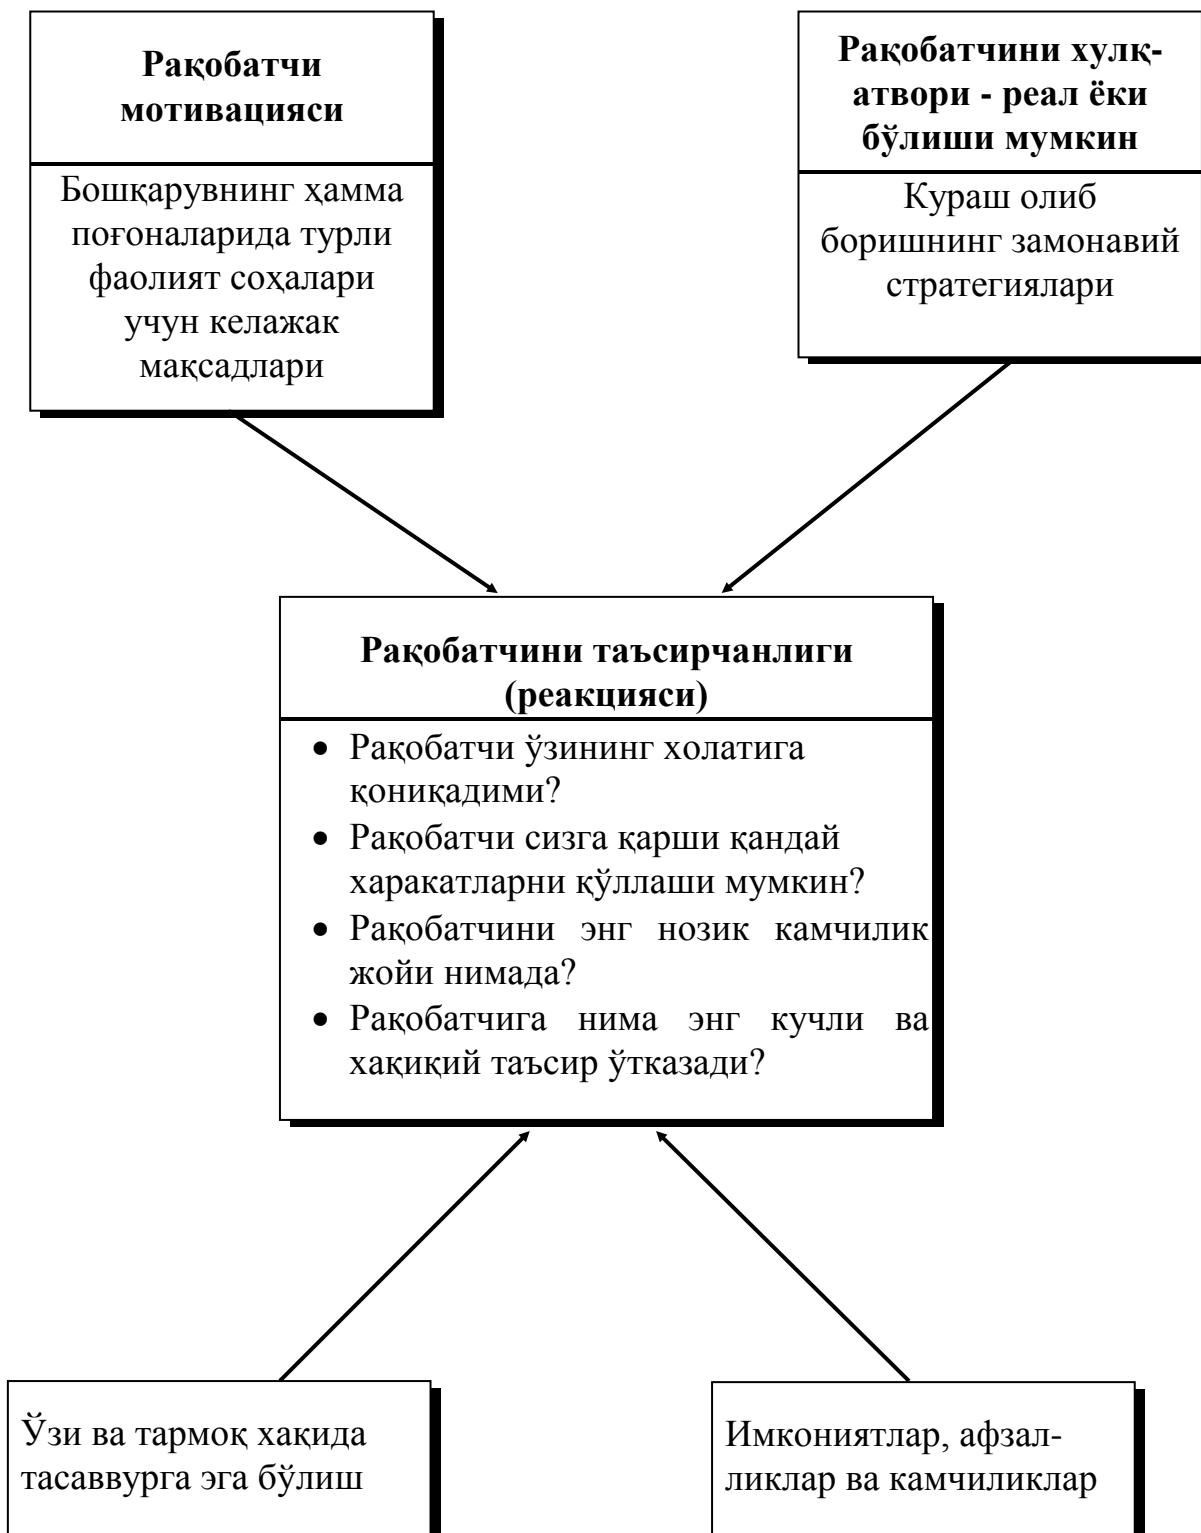 Рақобатчи
мотивацияси
Бошқарувнинг ҳамма
поғоналарида турли
фаолият соҳалари
учун келажак
мақсадлари
Рақобатчини хулқ-
атвори - реал ёки
бўлиши мумкин
Кураш олиб
боришнинг замонавий
стратегиялари
Рақобатчини таъсирчанлиги
(реакцияси)
• Рақобатчи ўзининг холатига
қониқадими?
• Рақобатчи сизга қарши қандай
харакатларни қўллаши мумкин?
• Рақобатчини энг нозик камчилик
жойи нимада?
• Рақобатчига нима энг кучли ва
хақиқий таъсир ўтказади?
Ўзи ва тармоқ хақида
тасаввурга эга бўлиш
Имкониятлар, афзал-
ликлар ва камчиликлар